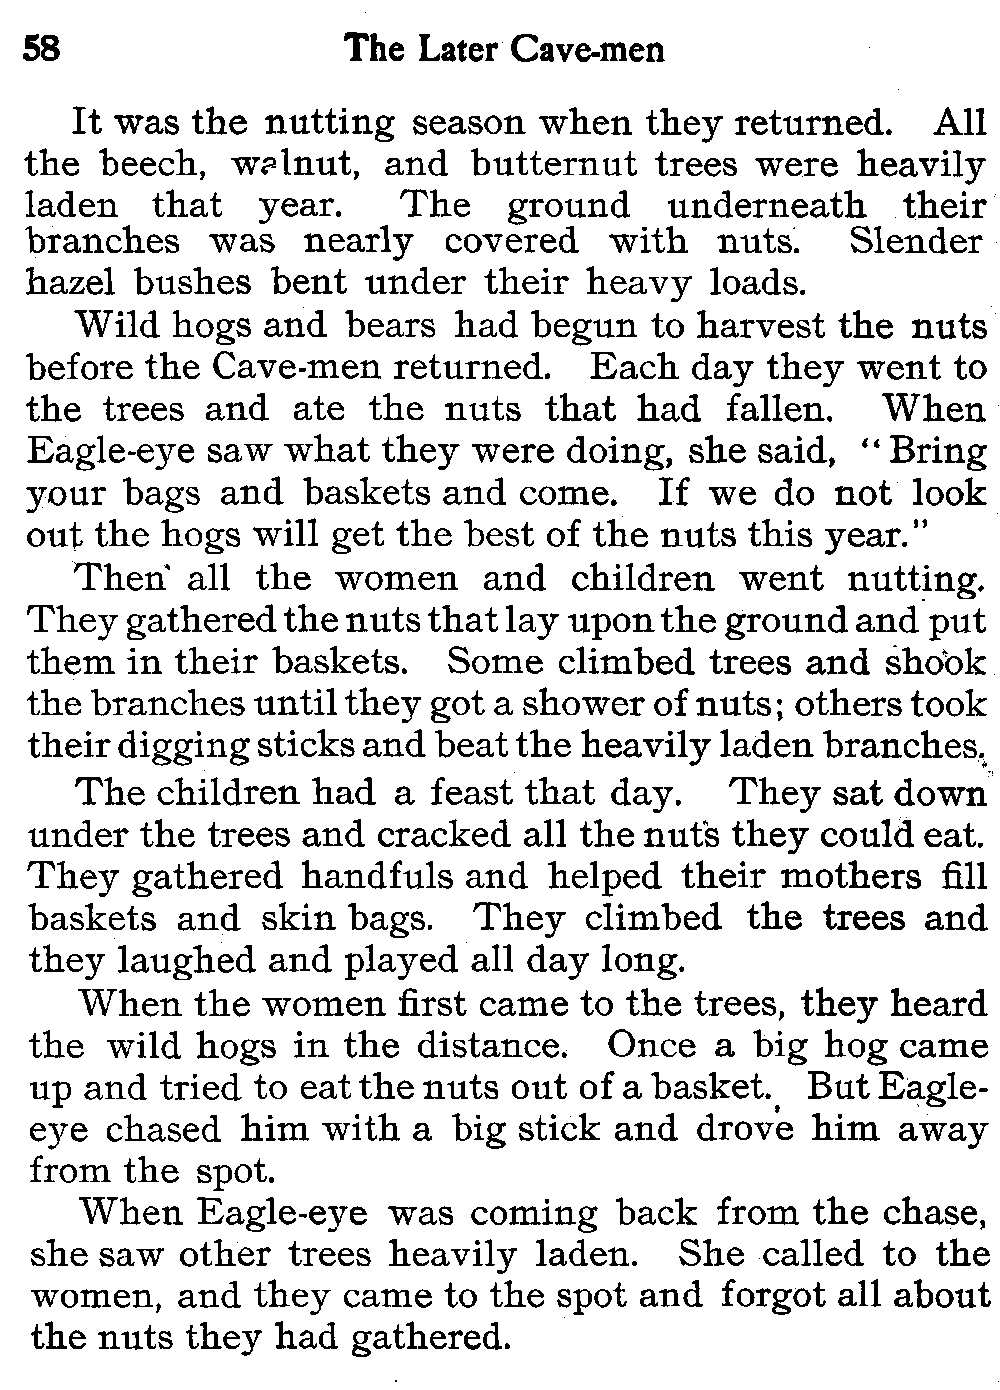 58 The Later Cave-men
It was the nutting season when they returned. All
the beech, walnut, and butternut trees were heavily
laden that year. The ground underneath their
branches was nearly covered with nuts. Slender
hazel bushes bent under their heavy loads.
Wild hogs and bears had begun to harvest the nuts
before the Cave-men returned. Each day they went to
the trees and ate the nuts that had fallen. When
Eagle-eye saw what they were doing, she said, “Bring
your bags and baskets and come. If we do not look
out the hogs will get the best of the nuts this year.”
Then all the women and children went nutting.
They gathered the nuts that lay upon the ground and put
them in their baskets. Some climbed trees and shook
the branches until they got a shower of nuts; others took
their digging sticks and beat the heavily laden branches.
The children had a feast that day. They sat down
under the trees and cracked all the nuts they could eat.
They gathered handfuls and helped their mothers fill
baskets and skin bags. They climbed the trees and
they laughed and played all day long.
When the women first came to the trees, they heard
the wild hogs in the distance. Once a big hog came
up and tried to eat the nuts out of a basket. But Eagle-
eye chased him with a big stick and drove him away
from the spot.
When Eagle-eye was coming back from the chase,
she saw other trees heavily laden. She called to the
women, and they came to the spot and forgot all about
the nuts they had gathered.